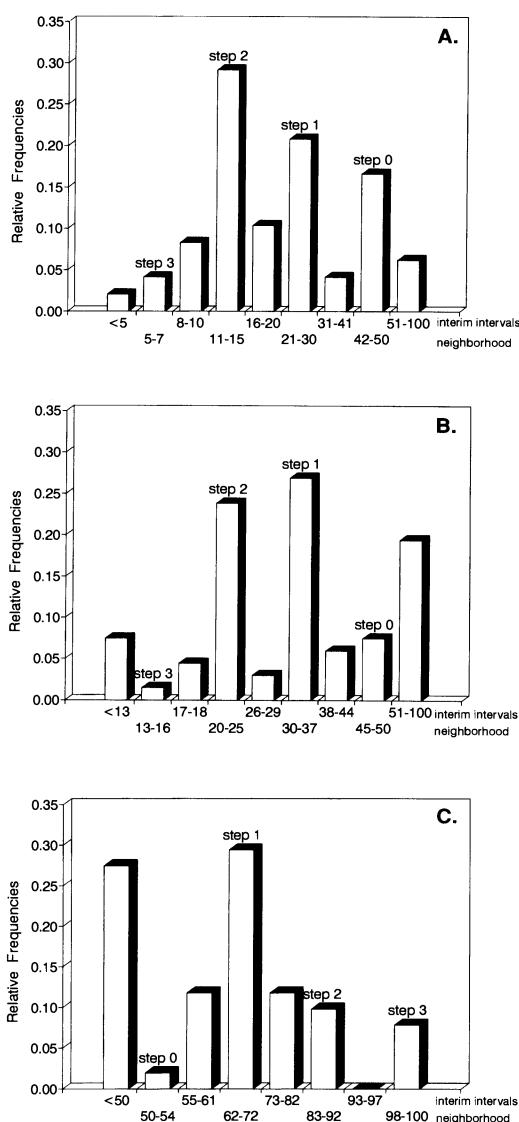 A.
0.35
0.30
0.25
0.20
0.15
0.10
0.05
0.00
Relative Frequencies
step 3
step 2
step 1
step 0
<5 8-10 16-20 31-41 51-100 interim intervals
5-7 11-15 21-30 42-50 neighborhood
B.
0.35
0.30
0.25
0.20
0.15
0.10
0.05
0.00
Relative Frequencies
step 3
step 2
step 1
step 0
<13 17-18 26-29 38-44 51-100 interim intervals
13-16 20-25 30-37 45-50 neighborhood
C.
0.35
0.30
0.25
0.20
0.15
0.10
0.05
0.00
Relative Frequencies
step 0
step 1
step 2
step 3
<50 55-61 73-82 93-97 interim intervals
50-54 62-72 83-92 98-100 neighborhood